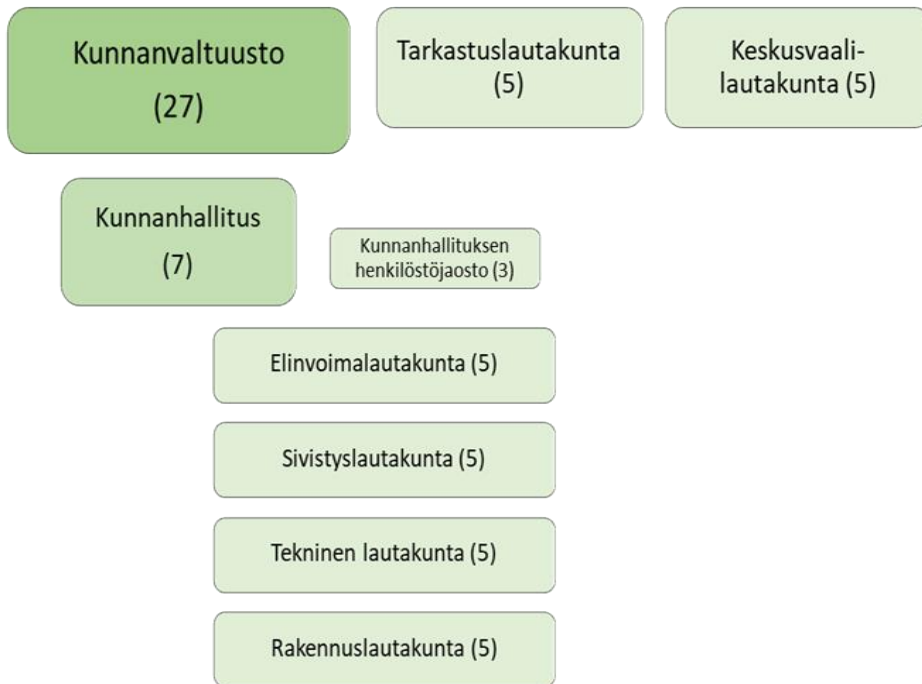 Kunnanvaltuusto
(27)
Tarkastuslautakunta
(5)
Keskusvaali-
lautakunta (5)
Kunnanhallitus
(7)
Kunnanhallituksen
henkilöstöjaosto (3)
Elinvoimalautakunta (5)
Sivistyslautakunta (5)
Tekninen lautakunta (5)
Rakennuslautakunta (5)